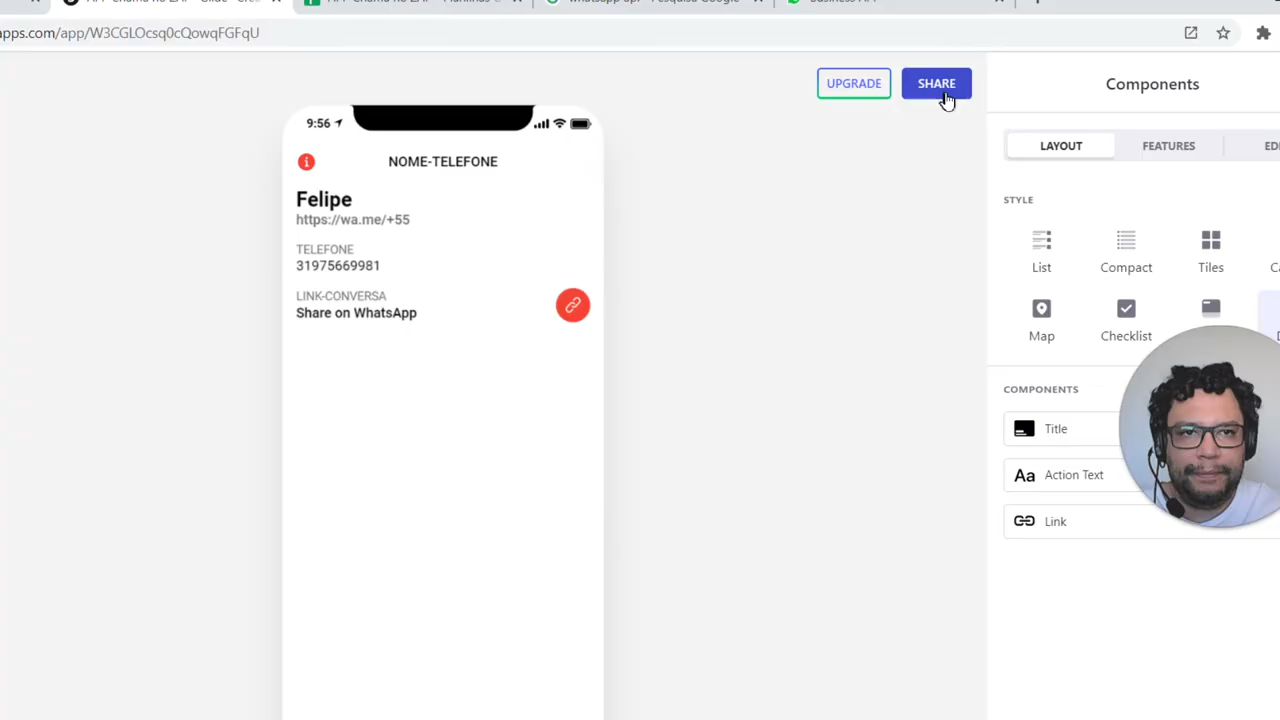 apps.com/app/W3CGLOcsq0cQowqFGFqU
UPGRADE
SHARE
Components
9:56
NOME-TELEFONE
LAYOUT
FEATURES
Felipe
https://wa.me/+55
STYLE
TELEFONE
31975669981
List
Compact
Tiles
LINK-CONVERSA
Share on WhatsApp
Map
Checklist
COMPONENTS
Title
Action Text
Link